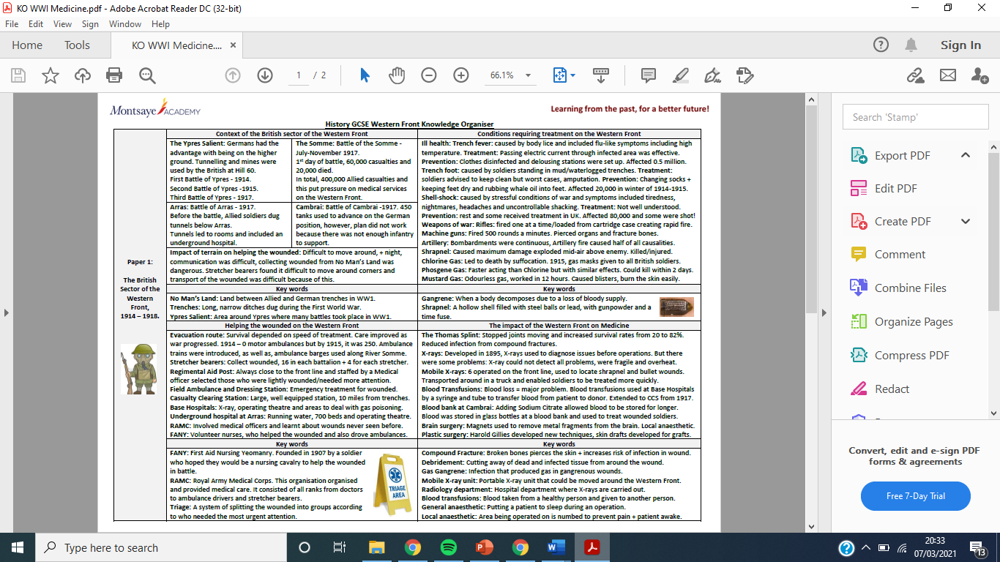 KO WWI Medicine.pdf - Adobe Acrobat Reader DC (32-bit)
File Edit View Sign Window Help
Home Tools KO WWI Medicine.... × Sign In
1 / 2 66.1%
Montsaye ACADEMY
Learning from the past, for a better future!
History GCSE Western Front Knowledge Organiser
Paper 1:
The British
Sector of the
Western
Front,
1914 – 1918.
Context of the British sector of the Western Front
The Ypres Salient: Germans had the
advantage with being on the higher
ground. Tunnelling and mines were
used by the British at Hill 60.
First Battle of Ypres - 1914.
Second Battle of Ypres -1915.
Third Battle of Ypres - 1917.
The Somme: Battle of the Somme -
July-November 1917.
1st day of battle, 60,000 casualties and
20,000 died.
In total, 400,000 Allied casualties and
this put pressure on medical services
on the Western Front.
Arras: Battle of Arras - 1917.
Before the battle, Allied soldiers dug
tunnels below Arras.
Tunnels led to rooms and included an
underground hospital.
Cambrai: Battle of Cambrai -1917. 450
tanks used to advance on the German
position, however, plan did not work
because there was not enough infantry
to support.
Impact of terrain on helping the wounded: Difficult to move around, + night,
communication was difficult, collecting wounded from No Man's Land was
dangerous. Stretcher bearers found it difficult to move around corners and
transport of the wounded was difficult because of this.
Key words
No Man's Land: Land between Allied and German trenches in WW1.
Trenches: Long, narrow ditches dug during the First World War.
Ypres Salient: Area around Ypres where many battles took place in WW1.
Helping the wounded on the Western Front
Evacuation route: Survival depended on speed of treatment. Care improved as
war progressed. 1914 – 0 motor ambulances but by 1915, it was 250. Ambulance
trains were introduced, as well as, ambulance barges used along River Somme.
Stretcher bearers: Collect wounded, 16 in each battalion + 4 for each stretcher.
Regimental Aid Post: Always close to the front line and staffed by a Medical
officer selected those who were lightly wounded/needed more attention.
Field Ambulance and Dressing Station: Emergency treatment for wounded.
Casualty Clearing Station: Large, well equipped station, 10 miles from trenches.
Base Hospitals: X-ray, operating theatre and areas to deal with gas poisoning.
Underground hospital at Arras: Running water, 700 beds and operating theatre.
RAMC: Involved medical officers and learnt about wounds never seen before.
FANY: Volunteer nurses, who helped the wounded and also drove ambulances.
Key words
FANY: First Aid Nursing Yeomanry. Founded in 1907 by a soldier
who hoped they would be a nursing cavalry to help the wounded
in battle.
RAMC: Royal Army Medical Corps. This organisation organised
and provided medical care. It consisted of all ranks from doctors
to ambulance drivers and stretcher bearers.
Triage: A system of splitting the wounded into groups according
to who needed the most urgent attention.
TRIAGE
AREA
Conditions requiring treatment on the Western Front
Ill health: Trench fever: caused by body lice and included flu-like symptoms including high
temperature. Treatment: Passing electric current through infected area was effective.
Prevention: Clothes disinfected and delousing stations were set up. Affected 0.5 million.
Trench foot: caused by soldiers standing in mud/waterlogged trenches. Treatment:
soldiers advised to keep clean but worst cases, amputation. Prevention: Changing socks +
keeping feet dry and rubbing whale oil into feet. Affected 20,000 in winter of 1914-1915.
Shell-shock: caused by stressful conditions of war and symptoms included tiredness,
nightmares, headaches and uncontrollable shacking. Treatment: Not well understood.
Prevention: rest and some received treatment in UK. Affected 80,000 and some were shot!
Weapons of war: Rifles: fired one at a time/loaded from cartridge case creating rapid fire.
Machine guns: Fired 500 rounds a minutes. Pierced organs and fracture bones.
Artillery: Bombardments were continuous, Artillery fire caused half of all causalities.
Shrapnel: Caused maximum damage exploded mid-air above enemy. Killed/injured.
Chlorine Gas: Led to death by suffocation. 1915, gas masks given to all British soldiers.
Phosgene Gas: Faster acting than Chlorine but with similar effects. Could kill within 2 days.
Mustard Gas: Odourless gas, worked in 12 hours. Caused blisters, burn the skin easily.
Key words
Gangrene: When a body decomposes due to a loss of bloody supply.
Shrapnel: A hollow shell filled with steel balls or lead, with gunpowder and a
time fuse.
The impact of the Western Front on Medicine
The Thomas Splint: Stopped joints moving and increased survival rates from 20 to 82%.
Reduced infection from compound fractures.
X-rays: Developed in 1895, X-rays used to diagnose issues before operations. But there
were some problems: X-ray could not detect all problems, were fragile and overheat.
Mobile X-rays: 6 operated on the front line, used to locate shrapnel and bullet wounds.
Transported around in a truck and enabled soldiers to be treated more quickly.
Blood Transfusions: Blood loss = major problem. Blood transfusions used at Base Hospitals
by a syringe and tube to transfer blood from patient to donor. Extended to CCS from 1917.
Blood bank at Cambrai: Adding Sodium Citrate allowed blood to be stored for longer.
Blood was stored in glass bottles at a blood bank and used to treat wounded soldiers.
Brain surgery: Magnets used to remove metal fragments from the brain. Local anaesthetic.
Plastic surgery: Harold Gillies developed new techniques, skin drafts developed for grafts.
Key words
Compound Fracture: Broken bones pierces the skin + increases risk of infection in wound.
Debridement: Cutting away of dead and infected tissue from around the wound.
Gas Gangrene: Infection that produced gas in gangrenous wounds.
Mobile X-ray unit: Portable X-ray unit that could be moved around the Western Front.
Radiology department: Hospital department where X-rays are carried out.
Blood transfusions: Blood taken from a healthy person and given to another person.
General anaesthetic: Putting a patient to sleep during an operation.
Local anaesthetic: Area being operated on is numbed to prevent pain + patient awake.
Search 'Stamp'
Export PDF
Edit PDF
Create PDF
Comment
Combine Files
Organize Pages
Compress PDF
Redact
Convert, edit and e-sign PDF
forms & agreements
Free 7-Day Trial
Type here to search
20:33
07/03/2021
13